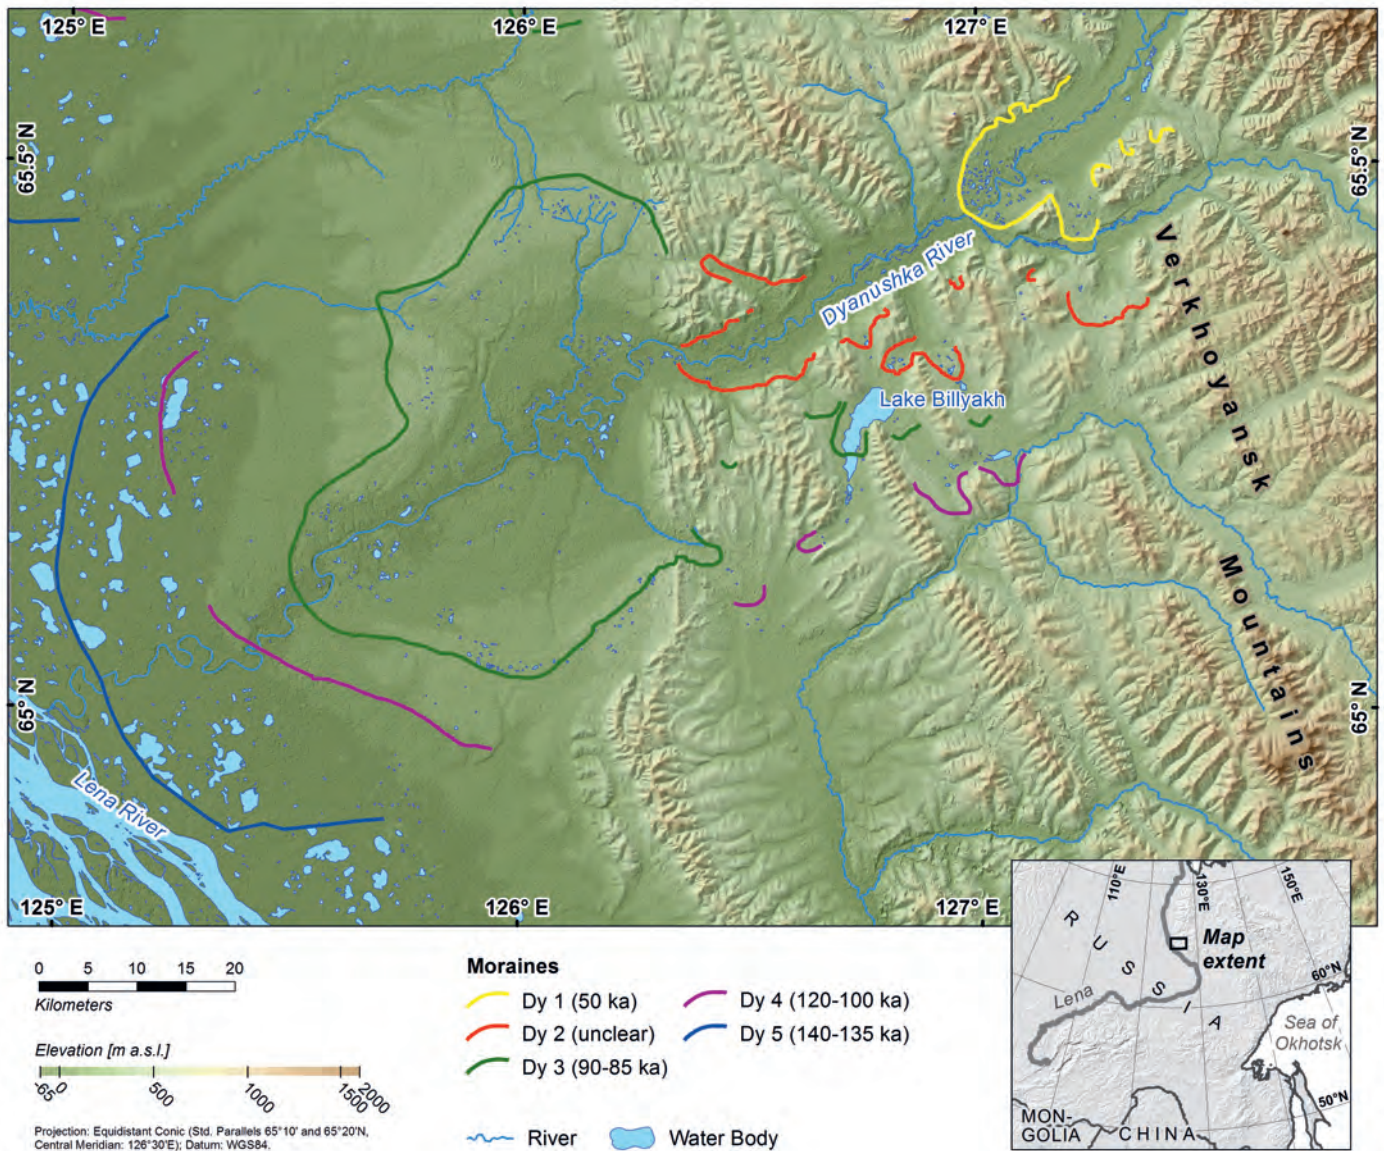 125° E
126° E
127° E
65.5° N
65.5° N
Dyanushka River
Verkhoyansk
Lake Billyakh
Mountains
65° N
65° N
Lena River
125° E
126° E
127° E
0 5 10 15 20
Kilometers
Elevation [m a.s.l.]
-65 0 500 1000 1500 2000
Projection: Equidistant Conic (Std. Parallels 65°10' and 65°20'N,
Central Meridian: 126°30'E); Datum: WGS84.
Moraines
Dy 1 (50 ka)
Dy 2 (unclear)
Dy 3 (90-85 ka)
Dy 4 (120-100 ka)
Dy 5 (140-135 ka)
River
Water Body
110°E
130°E
150°E
RUSSIA
Map
extent
60°N
Lena
Sea of
Okhotsk
50°N
MON-
GOLIA
CHINA